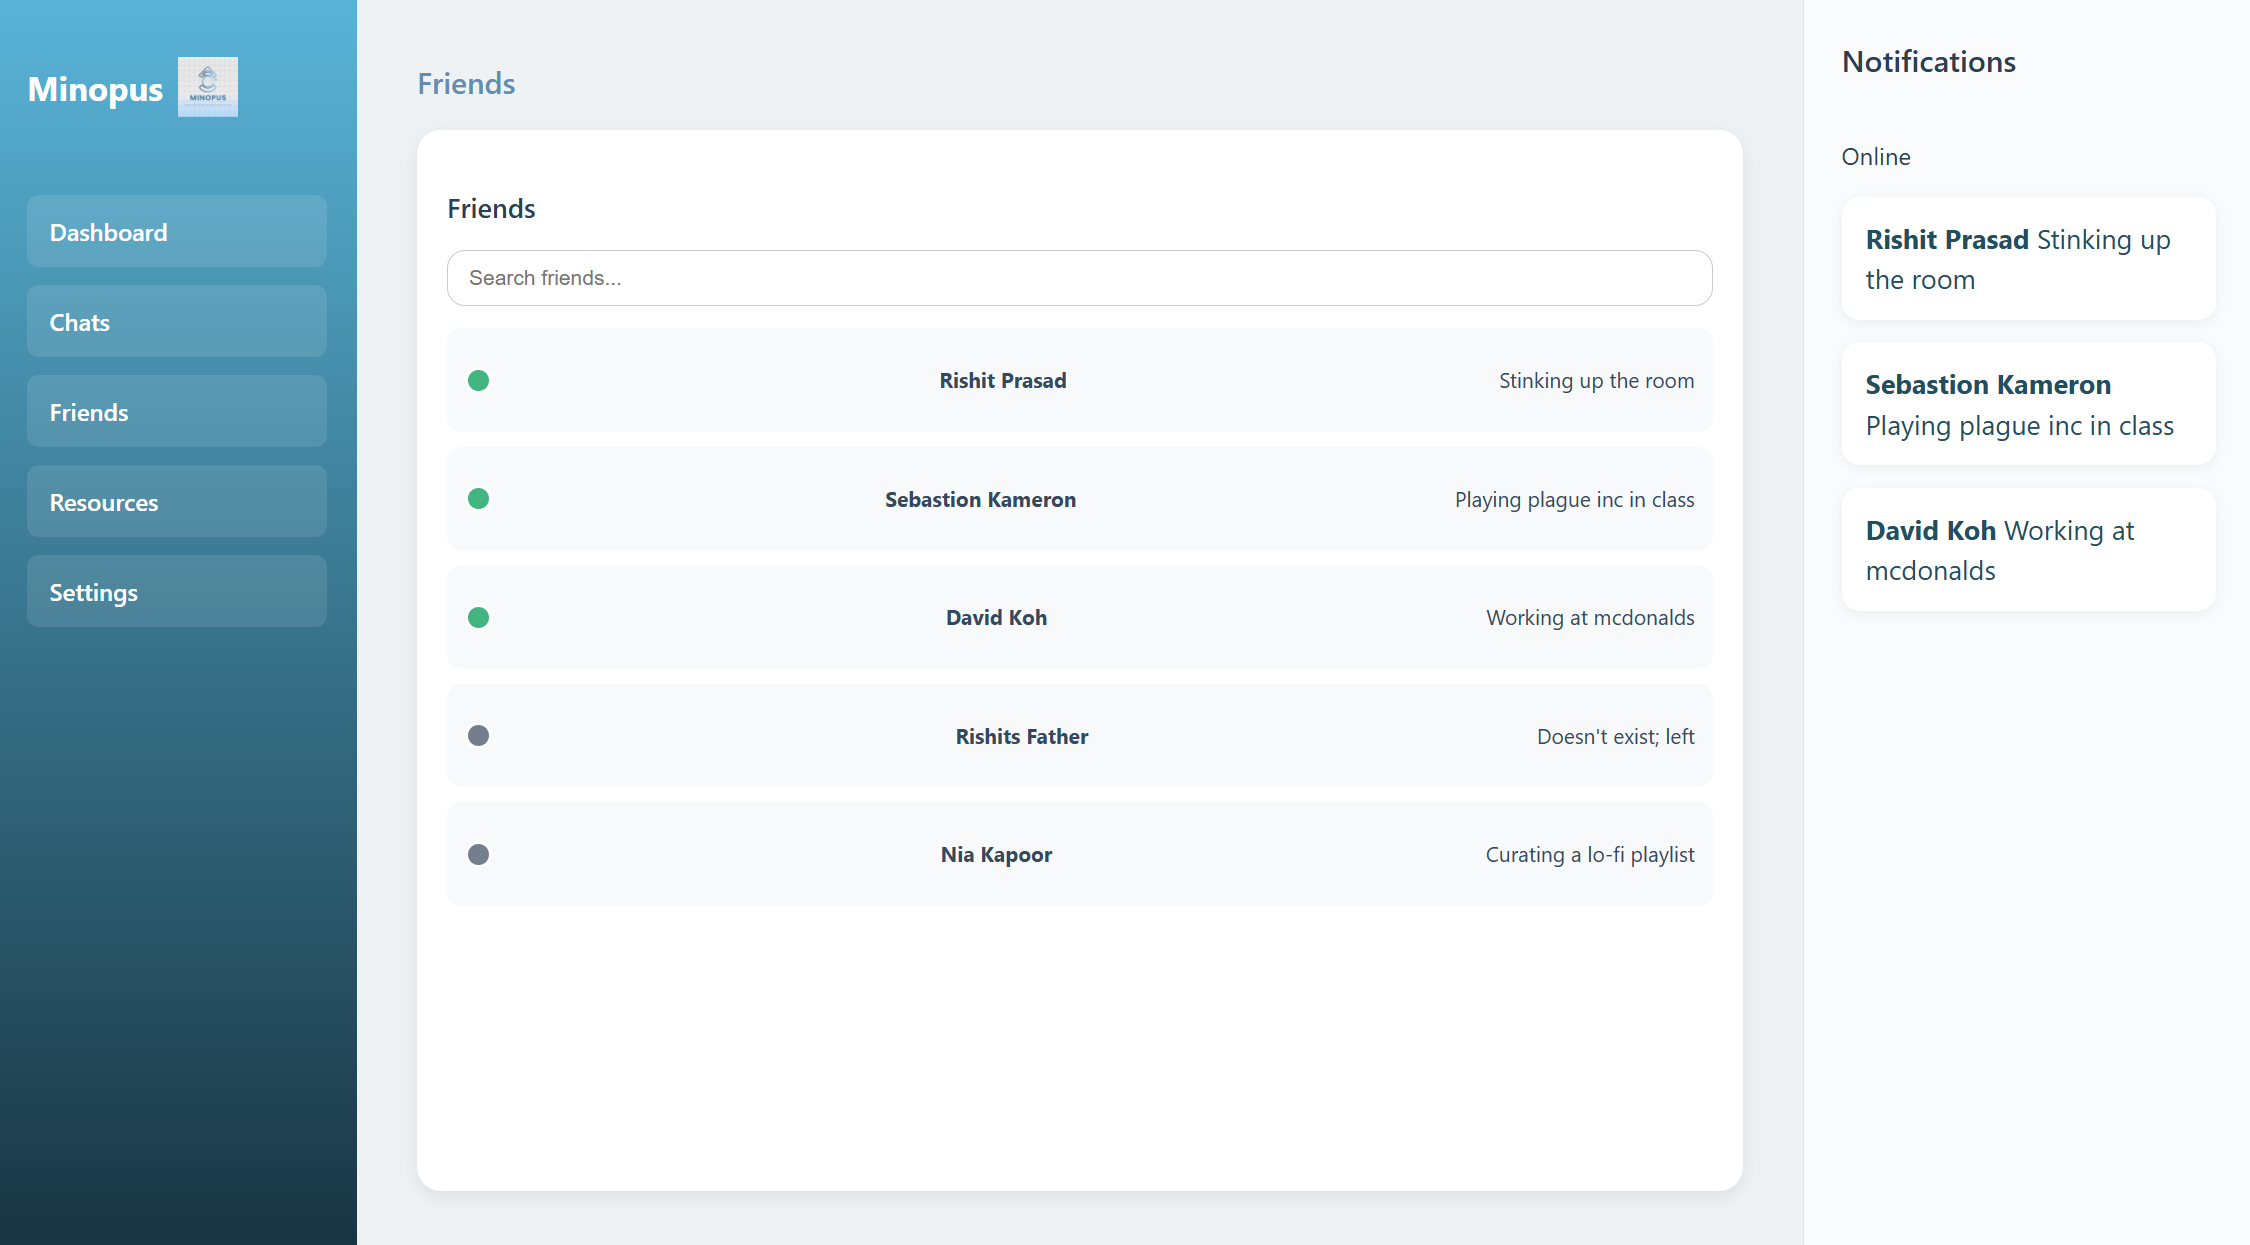 Minopus
MINOPUS
Dashboard
Chats
Friends
Resources
Settings
Friends
Friends
Search friends...
Rishit Prasad Stinking up the room
Sebastion Kameron Playing plague inc in class
David Koh Working at mcdonalds
Rishits Father Doesn't exist; left
Nia Kapoor Curating a lo-fi playlist
Notifications
Online
Rishit Prasad Stinking up
the room
Sebastion Kameron
Playing plague inc in class
David Koh Working at
mcdonalds